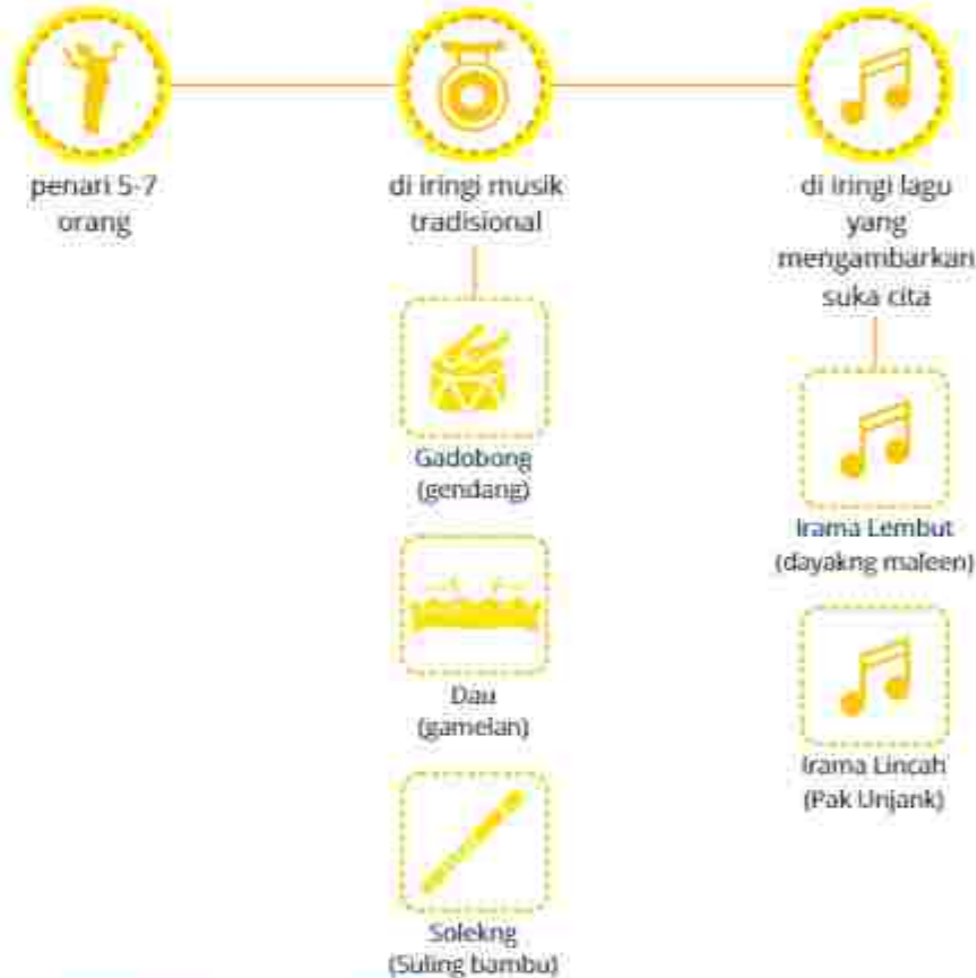 penari 5-7
orang
di iringi musik
tradisional
di iringi lagu
yang
mengambarkan
suka cita
Gadobong
(gendang)
Dau
(gamelan)
Solekng
(Suling bambu)
Irama Lembut
(dayakng maleen)
Irama Lincah
(Pak Unjank)